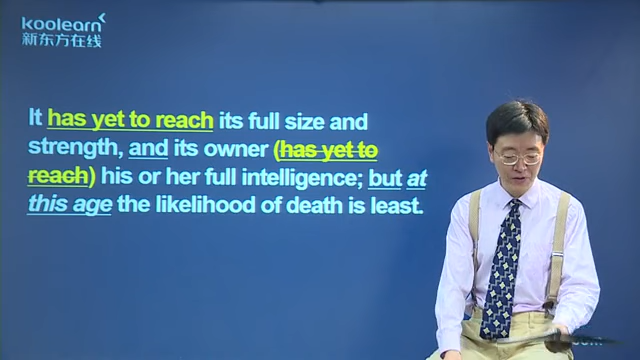 koolearn
新东方在线
It has yet to reach its full size and
strength, and its owner (has yet to
reach) his or her full intelligence; but at
this age the likelihood of death is least.
.com